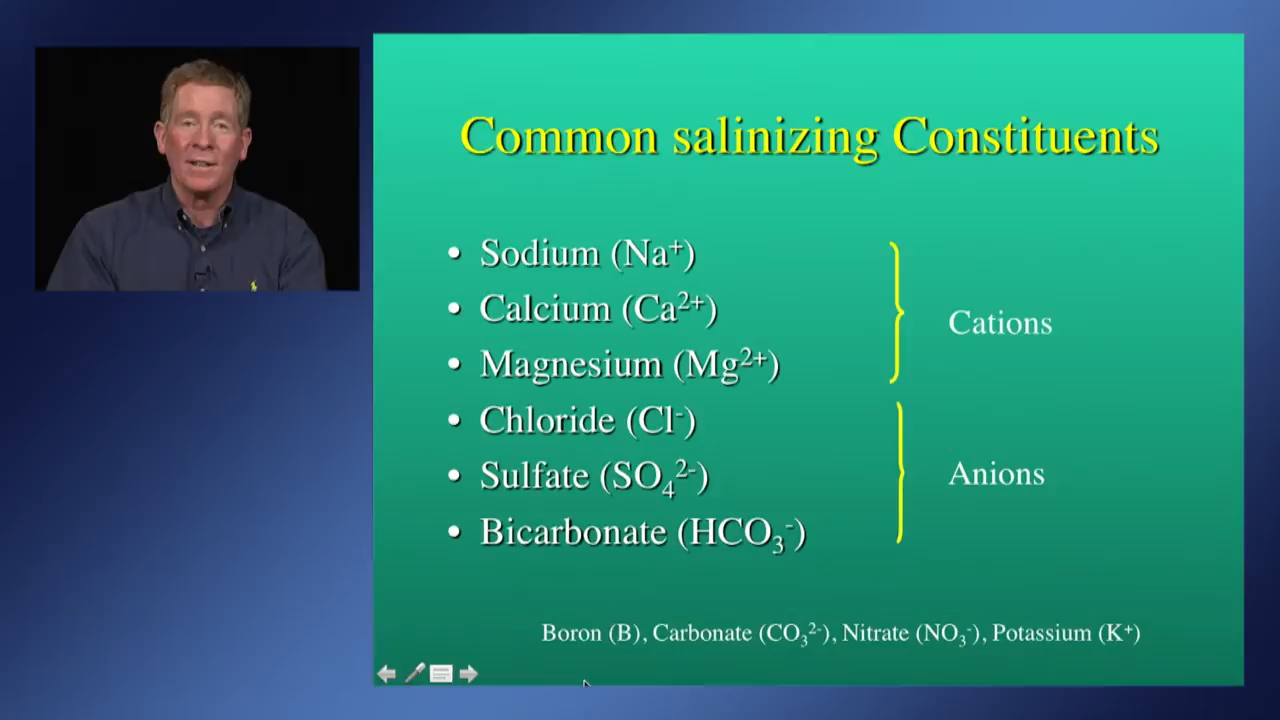 Common salinizing Constituents
• Sodium (Na⁺)
• Calcium (Ca²⁺)
• Magnesium (Mg²⁺)
Cations
• Chloride (Cl⁻)
• Sulfate (SO₄²⁻)
• Bicarbonate (HCO₃⁻)
Anions
Boron (B), Carbonate (CO₃²⁻), Nitrate (NO₃⁻), Potassium (K⁺)